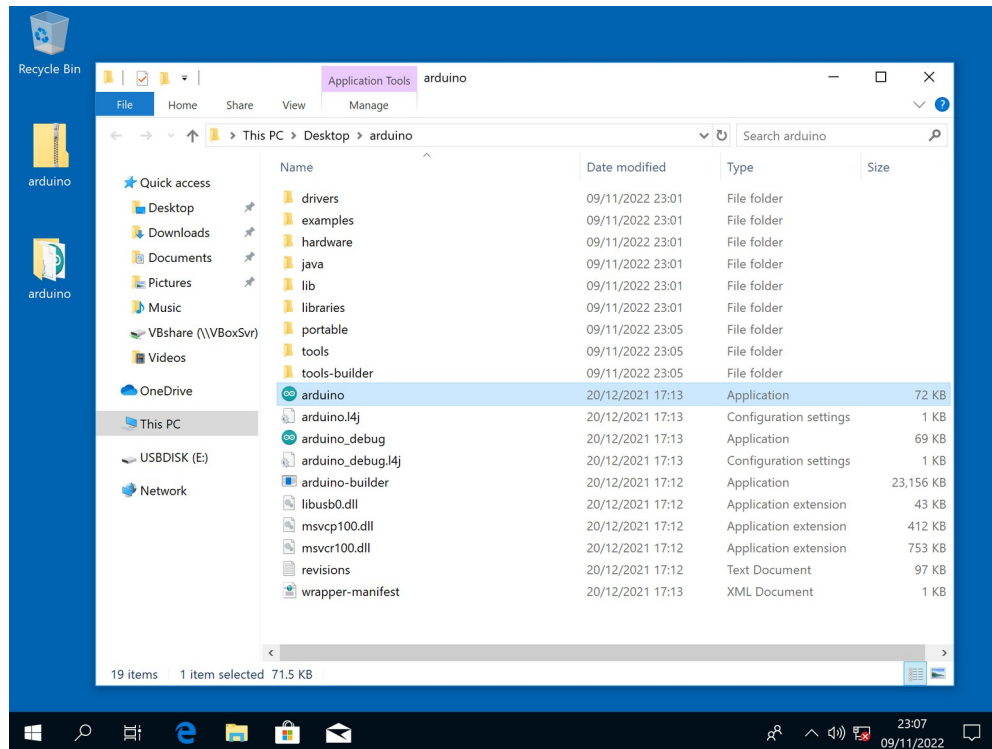 Recycle Bin
arduino
arduino
Application Tools arduino
File Home Share View Manage
This PC > Desktop > arduino Search arduino
Name Date modified Type Size
Quick access
Desktop
Downloads
Documents
Pictures
Music
VBshare (\\VBoxSvr)
Videos
OneDrive
This PC
USBDISK (E:)
Network
drivers 09/11/2022 23:01 File folder
examples 09/11/2022 23:01 File folder
hardware 09/11/2022 23:01 File folder
java 09/11/2022 23:01 File folder
lib 09/11/2022 23:01 File folder
libraries 09/11/2022 23:01 File folder
portable 09/11/2022 23:05 File folder
tools 09/11/2022 23:05 File folder
tools-builder 09/11/2022 23:05 File folder
arduino 20/12/2021 17:13 Application 72 KB
arduino.l4j 20/12/2021 17:13 Configuration settings 1 KB
arduino_debug 20/12/2021 17:13 Application 69 KB
arduino_debug.l4j 20/12/2021 17:13 Configuration settings 1 KB
arduino-builder 20/12/2021 17:12 Application 23,156 KB
libusb0.dll 20/12/2021 17:12 Application extension 43 KB
msvcp100.dll 20/12/2021 17:12 Application extension 412 KB
msvcr100.dll 20/12/2021 17:12 Application extension 753 KB
revisions 20/12/2021 17:12 Text Document 97 KB
wrapper-manifest 20/12/2021 17:13 XML Document 1 KB
19 items 1 item selected 71.5 KB
23:07
09/11/2022